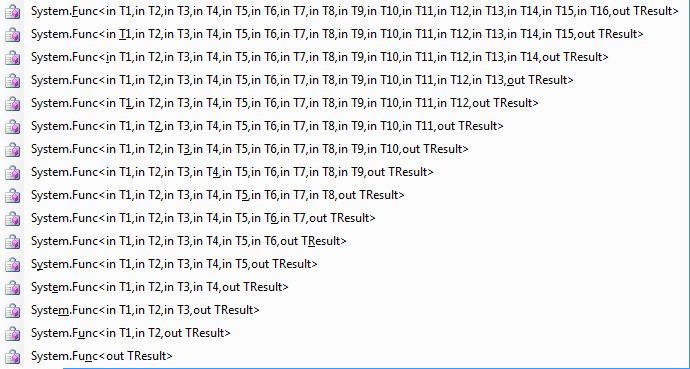 System.Func<in T1,in T2,in T3,in T4,in T5,in T6,in T7,in T8,in T9,in T10,in T11,in T12,in T13,in T14,in T15,in T16,out TResult>
System.Func<in T1,in T2,in T3,in T4,in T5,in T6,in T7,in T8,in T9,in T10,in T11,in T12,in T13,in T14,in T15,out TResult>
System.Func<in T1,in T2,in T3,in T4,in T5,in T6,in T7,in T8,in T9,in T10,in T11,in T12,in T13,in T14,out TResult>
System.Func<in T1,in T2,in T3,in T4,in T5,in T6,in T7,in T8,in T9,in T10,in T11,in T12,in T13,out TResult>
System.Func<in T1,in T2,in T3,in T4,in T5,in T6,in T7,in T8,in T9,in T10,in T11,in T12,out TResult>
System.Func<in T1,in T2,in T3,in T4,in T5,in T6,in T7,in T8,in T9,in T10,in T11,out TResult>
System.Func<in T1,in T2,in T3,in T4,in T5,in T6,in T7,in T8,in T9,in T10,out TResult>
System.Func<in T1,in T2,in T3,in T4,in T5,in T6,in T7,in T8,in T9,out TResult>
System.Func<in T1,in T2,in T3,in T4,in T5,in T6,in T7,in T8,out TResult>
System.Func<in T1,in T2,in T3,in T4,in T5,in T6,in T7,out TResult>
System.Func<in T1,in T2,in T3,in T4,in T5,in T6,out TResult>
System.Func<in T1,in T2,in T3,in T4,in T5,out TResult>
System.Func<in T1,in T2,in T3,in T4,out TResult>
System.Func<in T1,in T2,in T3,out TResult>
System.Func<in T1,in T2,out TResult>
System.Func<out TResult>